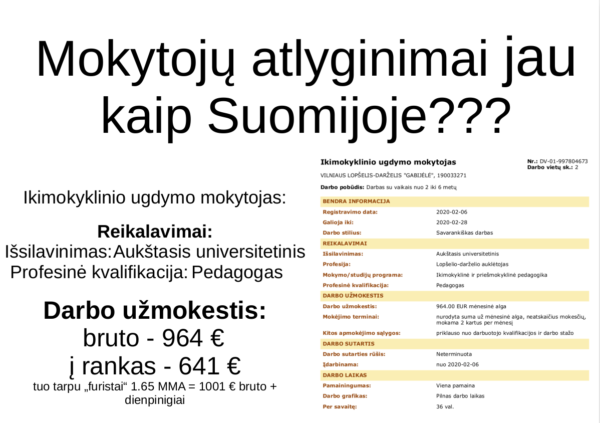 Mokytojų atlyginimai jau
kaip Suomijoje???
Ikimokyklinio ugdymo mokytojas:
Reikalavimai:
Išsilavinimas: Aukštasis universitetinis
Profesinė kvalifikacija: Pedagogas
Darbo užmokestis:
bruto - 964 €
į rankas - 641 €
tuo tarpu „furistai“ 1.65 MMA = 1001 € bruto +
dienpinigiai
Ikimokyklinio ugdymo mokytojas
Nr.: DV-01-997804673
Darbo vietų sk.: 2
VILNIAUS LOPŠELIS-DARŽELIS "GABIJĖLĖ", 190033271
Darbo pobūdis: Darbas su vaikais nuo 2 iki 6 metų
BENDRA INFORMACIJA
Registravimo data: 2020-02-06
Galioja iki: 2020-02-28
Darbo stilius: Savarankiškas darbas
REIKALAVIMAI
Išsilavinimas: Aukštasis universitetinis
Profesija: Lopšelio-darželio auklėtojas
Mokymo/studijų programa: Ikimokyklinė ir priešmokyklinė pedagogika
Profesinė kvalifikacija: Pedagogas
DARBO UŽMOKESTIS
Darbo užmokestis: 964.00 EUR mėnesinė alga
Mokėjimo terminai: nurodyta suma už mėnesinė alga, neatskaičius mokesčių,
mokama 2 kartus per mėnesį
Kitos apmokėjimo sąlygos: priklauso nuo darbuotojo kvalifikacijos ir darbo stažo
DARBO SUTARTIS
Darbo sutarties rūšis: Neterminuota
Įdarbinama: nuo 2020-02-06
DARBO LAIKAS
Pamainingumas: Viena pamaina
Darbo grafikas: Pilnas darbo laikas
Per savaitę: 36 val.